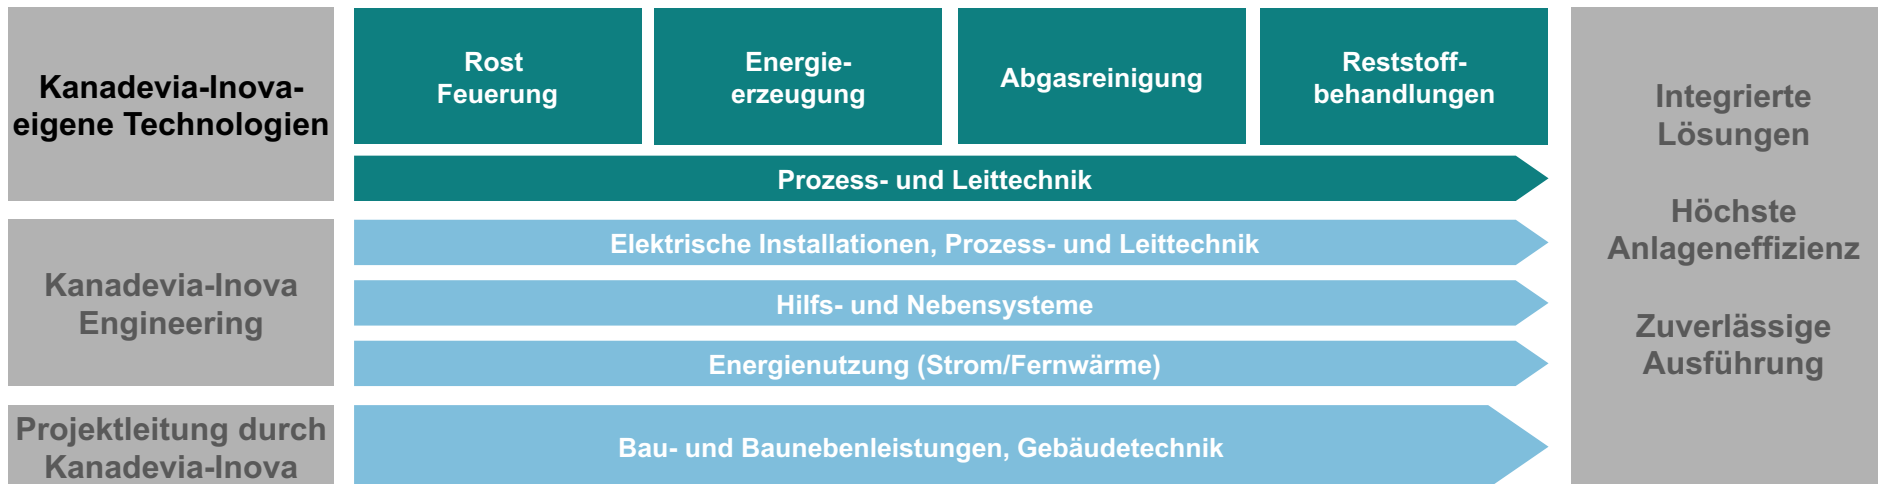 Kanadevia-Inova-
eigene Technologien
Rost
Feuerung
Energie-
erzeugung
Abgasreinigung
Reststoff-
behandlungen
Prozess- und Leittechnik
Kanadevia-Inova
Engineering
Elektrische Installationen, Prozess- und Leittechnik
Hilfs- und Nebensysteme
Energienutzung (Strom/Fernwärme)
Projektleitung durch
Kanadevia-Inova
Bau- und Baunebenleistungen, Gebäudetechnik
Integrierte
Lösungen
Höchste
Anlageneffizienz
Zuverlässige
Ausführung